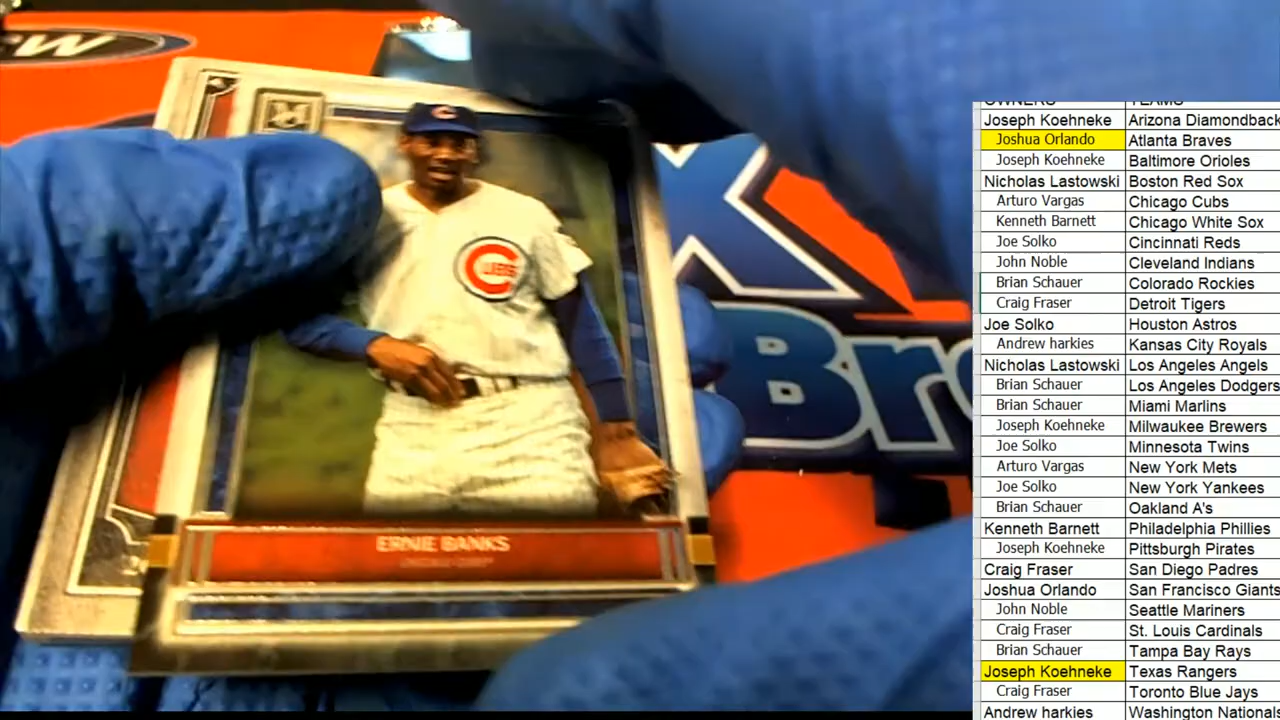 EW
M
C
CUBS
ERNIE BANKS
X
Br
OWNERS TEAMS
Joseph Koehneke Arizona Diamondback
Joshua Orlando Atlanta Braves
Joseph Koehneke Baltimore Orioles
Nicholas Lastowski Boston Red Sox
Arturo Vargas Chicago Cubs
Kenneth Barnett Chicago White Sox
Joe Solko Cincinnati Reds
John Noble Cleveland Indians
Brian Schauer Colorado Rockies
Craig Fraser Detroit Tigers
Joe Solko Houston Astros
Andrew harkies Kansas City Royals
Nicholas Lastowski Los Angeles Angels
Brian Schauer Los Angeles Dodgers
Brian Schauer Miami Marlins
Joseph Koehneke Milwaukee Brewers
Joe Solko Minnesota Twins
Arturo Vargas New York Mets
Joe Solko New York Yankees
Brian Schauer Oakland A's
Kenneth Barnett Philadelphia Phillies
Joseph Koehneke Pittsburgh Pirates
Craig Fraser San Diego Padres
Joshua Orlando San Francisco Giants
John Noble Seattle Mariners
Craig Fraser St. Louis Cardinals
Brian Schauer Tampa Bay Rays
Joseph Koehneke Texas Rangers
Craig Fraser Toronto Blue Jays
Andrew harkies Washington Nationals